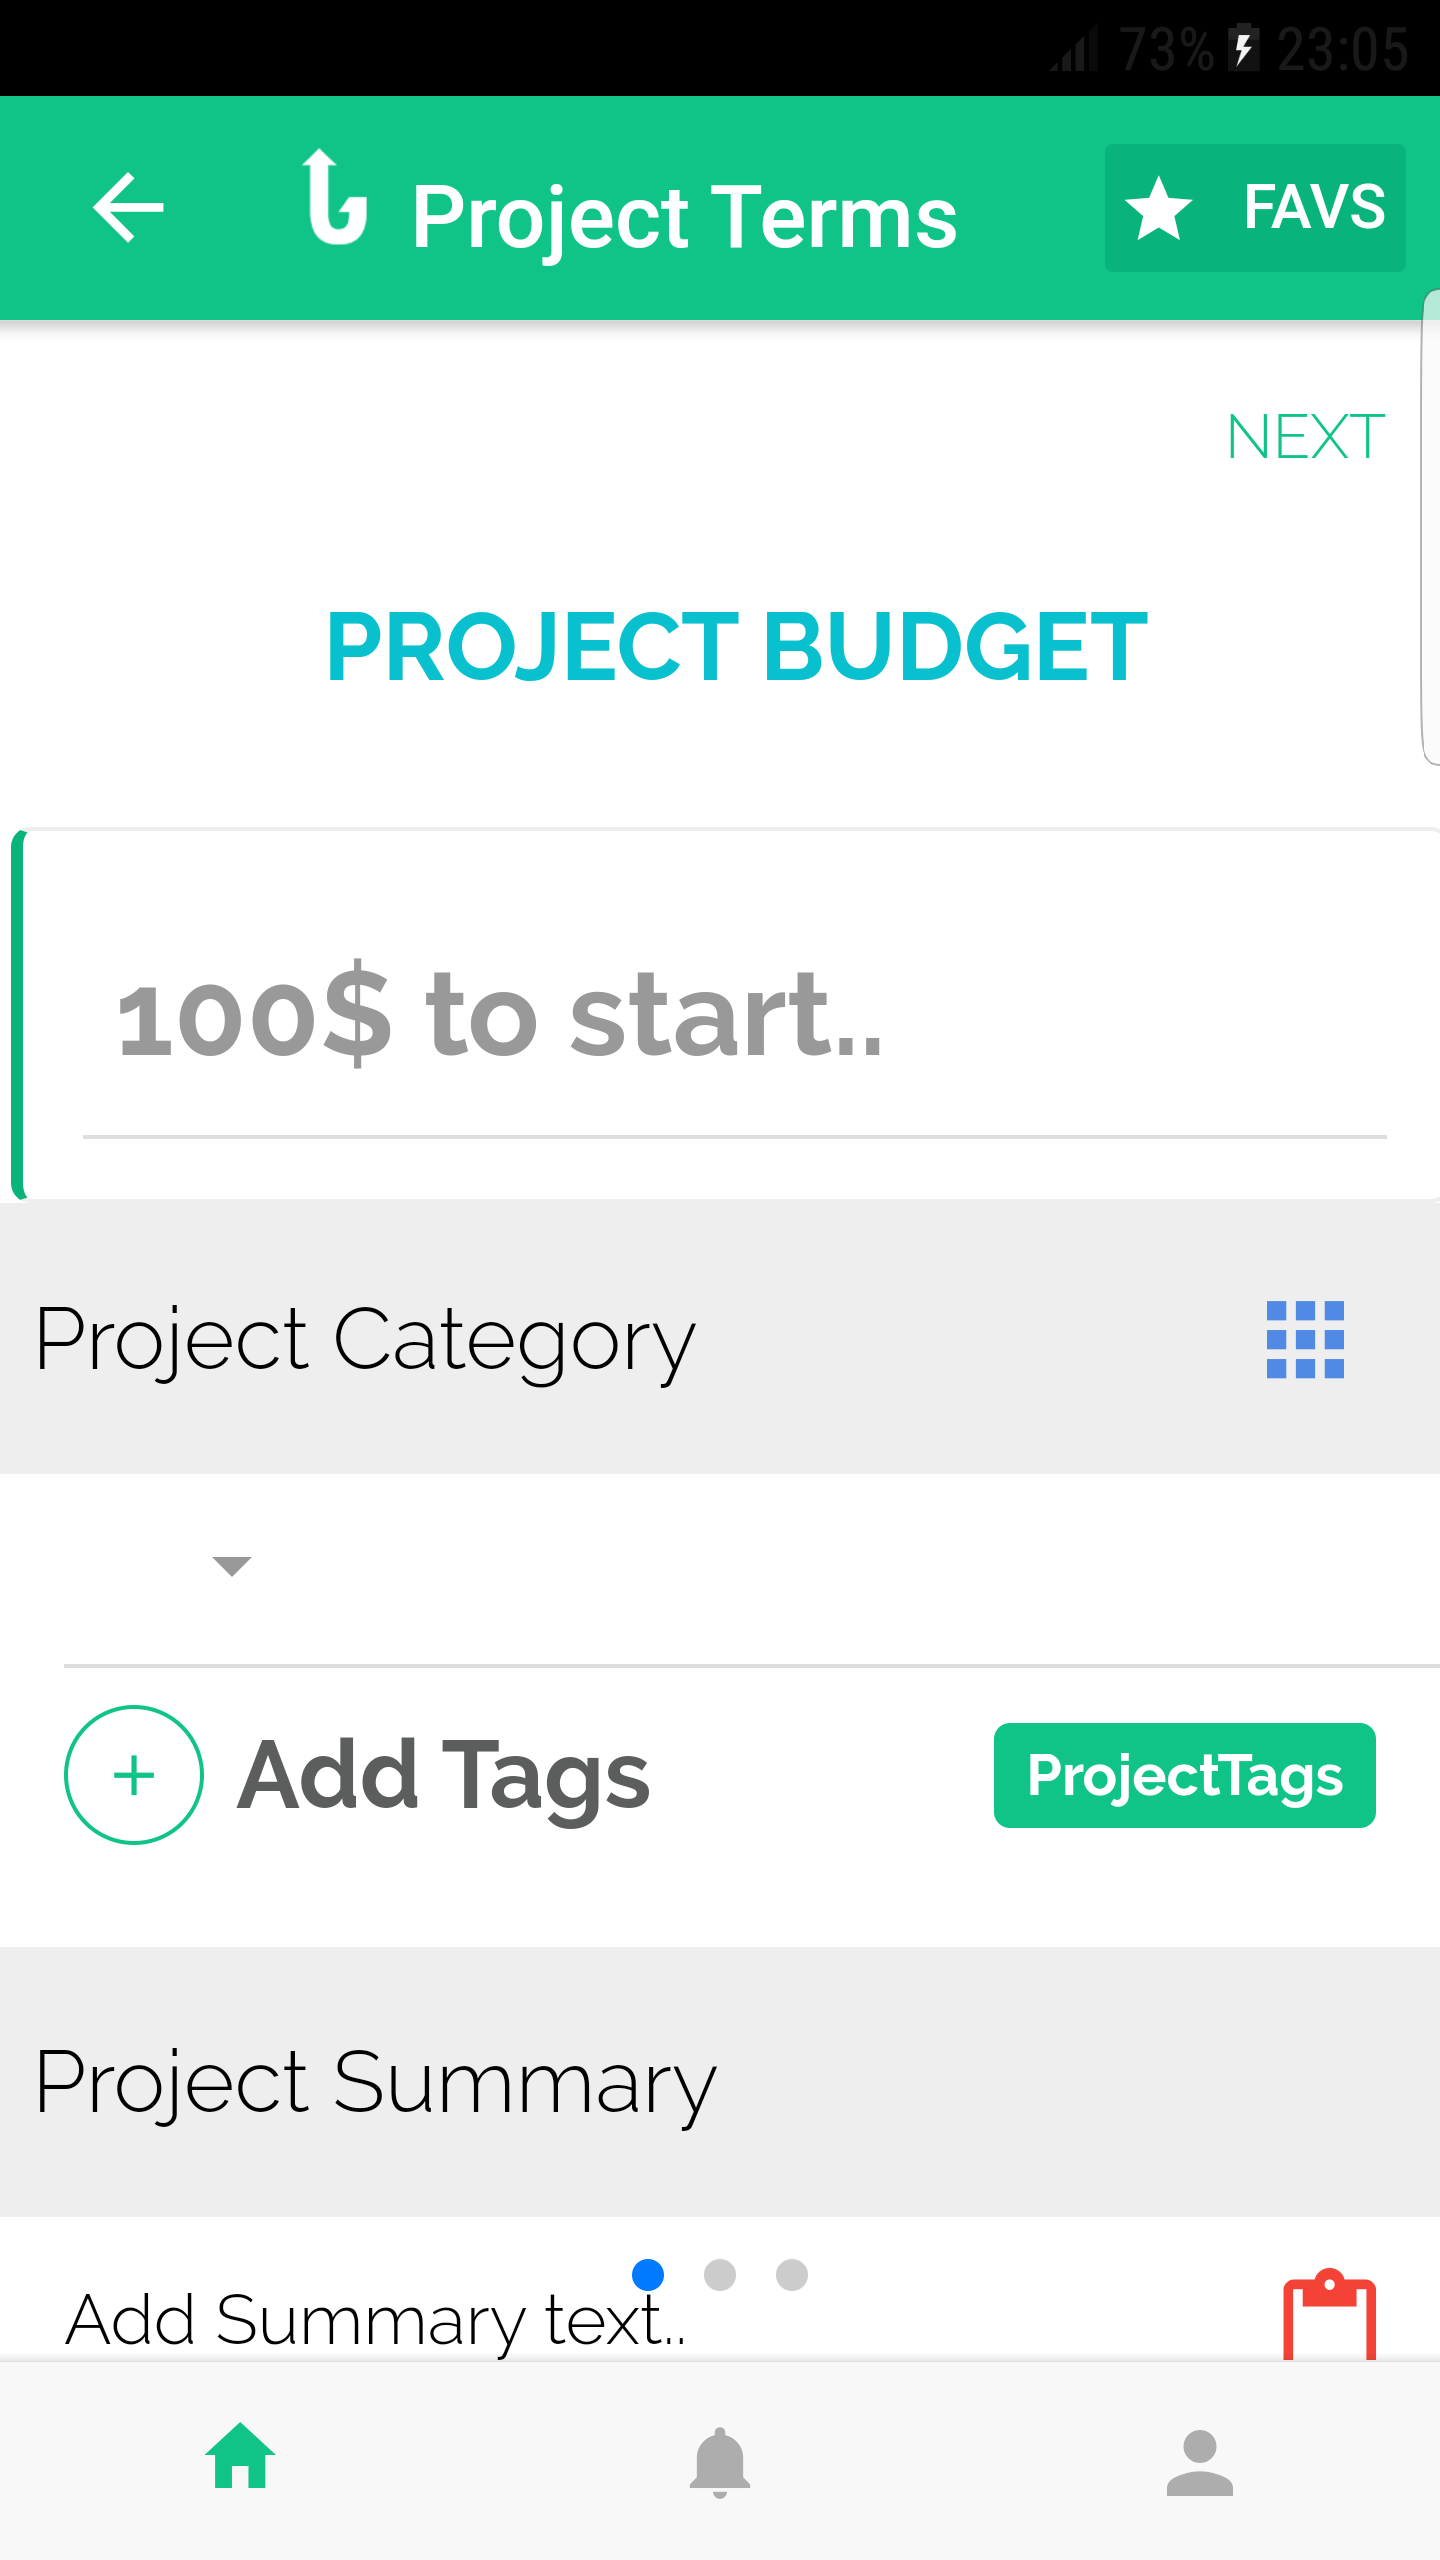 73% 23:05
Project Terms FAVS
NEXT
PROJECT BUDGET
100$ to start..
Project Category
+ Add Tags ProjectTags
Project Summary
Add Summary text..